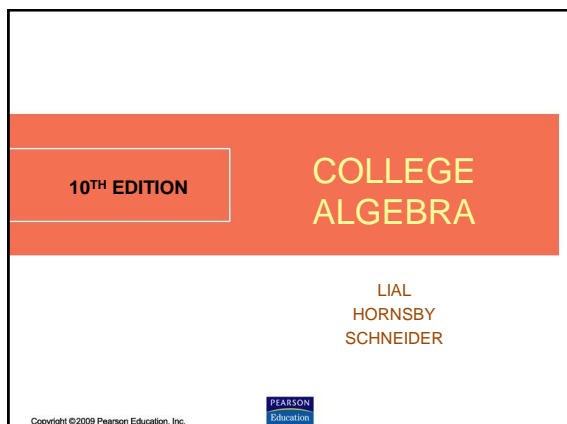 10TH EDITION
COLLEGE
ALGEBRA
LIAL
HORNSBY
SCHNEIDER
PEARSON
Education
Copyright ©2009 Pearson Education, Inc.